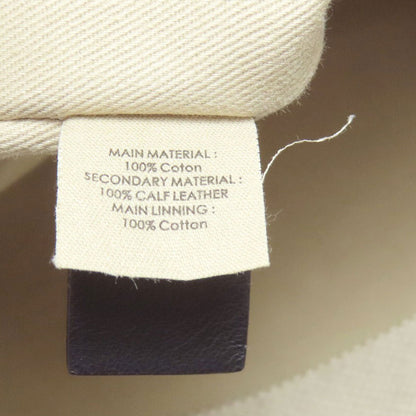 MAIN MATERIAL :
100% Coton
SECONDARY MATERIAL :
100% CALF LEATHER
MAIN LINNING :
100% Cotton